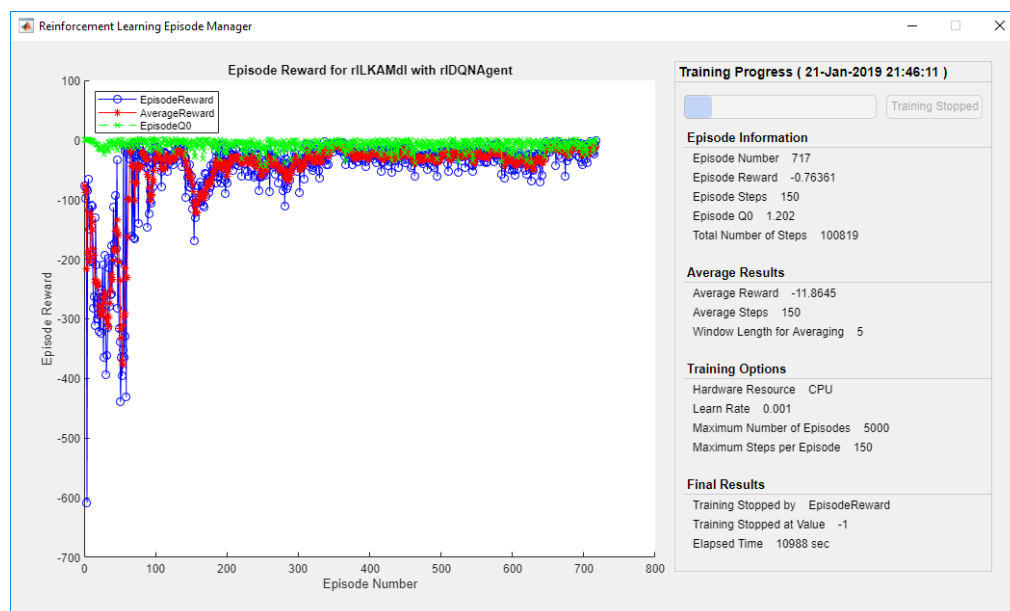 Reinforcement Learning Episode Manager
Episode Reward for rlLKAMdl with rlDQNAgent
EpisodeReward
AverageReward
EpisodeQ0
Episode Reward
100
0
-100
-200
-300
-400
-500
-600
-700
0 100 200 300 400 500 600 700 800
Episode Number
Training Progress ( 21-Jan-2019 21:46:11 )
Training Stopped
Episode Information
Episode Number 717
Episode Reward -0.76361
Episode Steps 150
Episode Q0 1.202
Total Number of Steps 100819
Average Results
Average Reward -11.8645
Average Steps 150
Window Length for Averaging 5
Training Options
Hardware Resource CPU
Learn Rate 0.001
Maximum Number of Episodes 5000
Maximum Steps per Episode 150
Final Results
Training Stopped by EpisodeReward
Training Stopped at Value -1
Elapsed Time 10988 sec